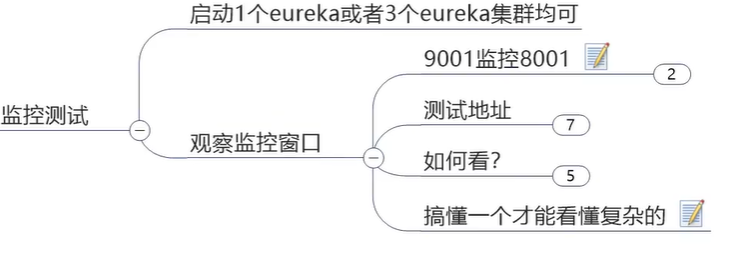 启动1个eureka或者3个eureka集群均可
9001监控8001
2
监控测试
测试地址
7
观察监控窗口
如何看?
5
搞懂一个才能看懂复杂的